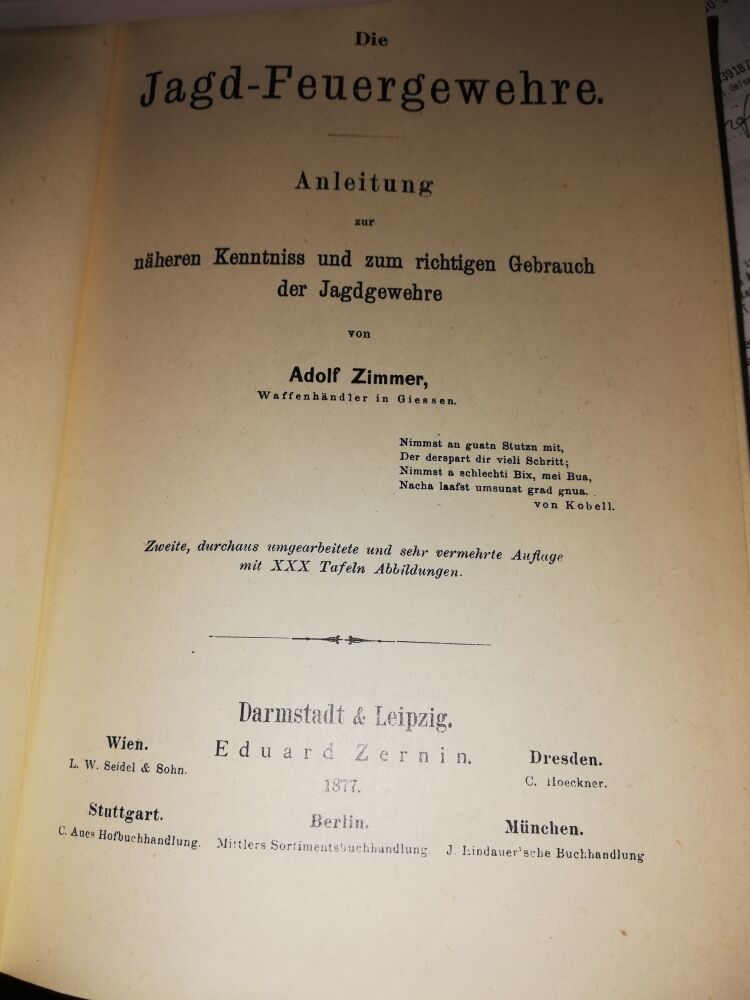 Die
Jagd-Feuergewehre.
Anleitung
zur
näheren Kenntniss und zum richtigen Gebrauch
der Jagdgewehre
von
Adolf Zimmer,
Waffenhändler in Giessen.
Nimmst an guatn Stutzn mit,
Der derspart dir vieli Schritt;
Nimmst a schlechti Bix, mei Bua,
Nacha laafst umsunst grad gnua.
von Kobell.
Zweite, durchaus umgearbeitete und sehr vermehrte Auflage
mit XXX Tafeln Abbildungen.
Darmstadt & Leipzig.
Eduard Zernin.
1877.
Wien.
L. W. Seidel & Sohn.
Dresden.
C. Hoeckner.
Stuttgart.
C. Aues Hofbuchhandlung.
Berlin.
Mittlers Sortimentsbuchhandlung.
München.
J. Lindauer'sche Buchhandlung